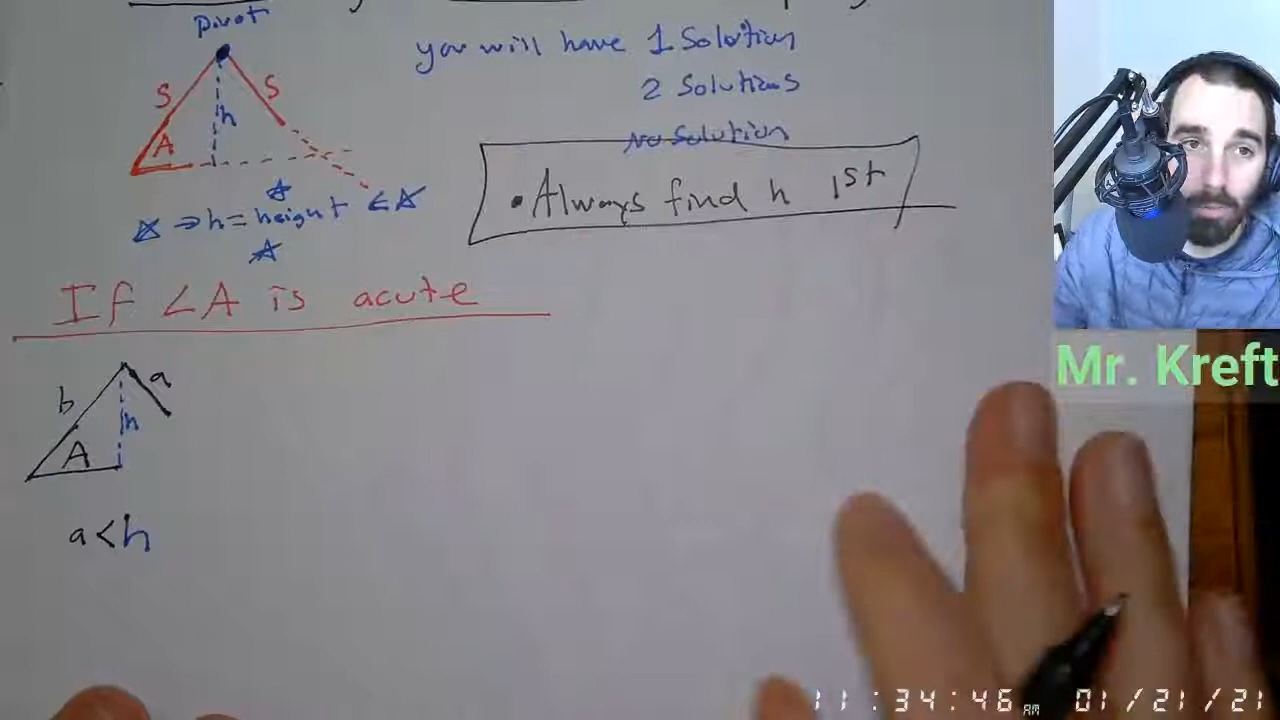 Pivot
you will have 1 Solution
2 Solutions
No Solution
S S
h
A
• Always find h 1st
⇒ h = height
If ∠A is acute
b a
h
A
a < h
Mr. Kreft
11:34:46 AM 01/21/21